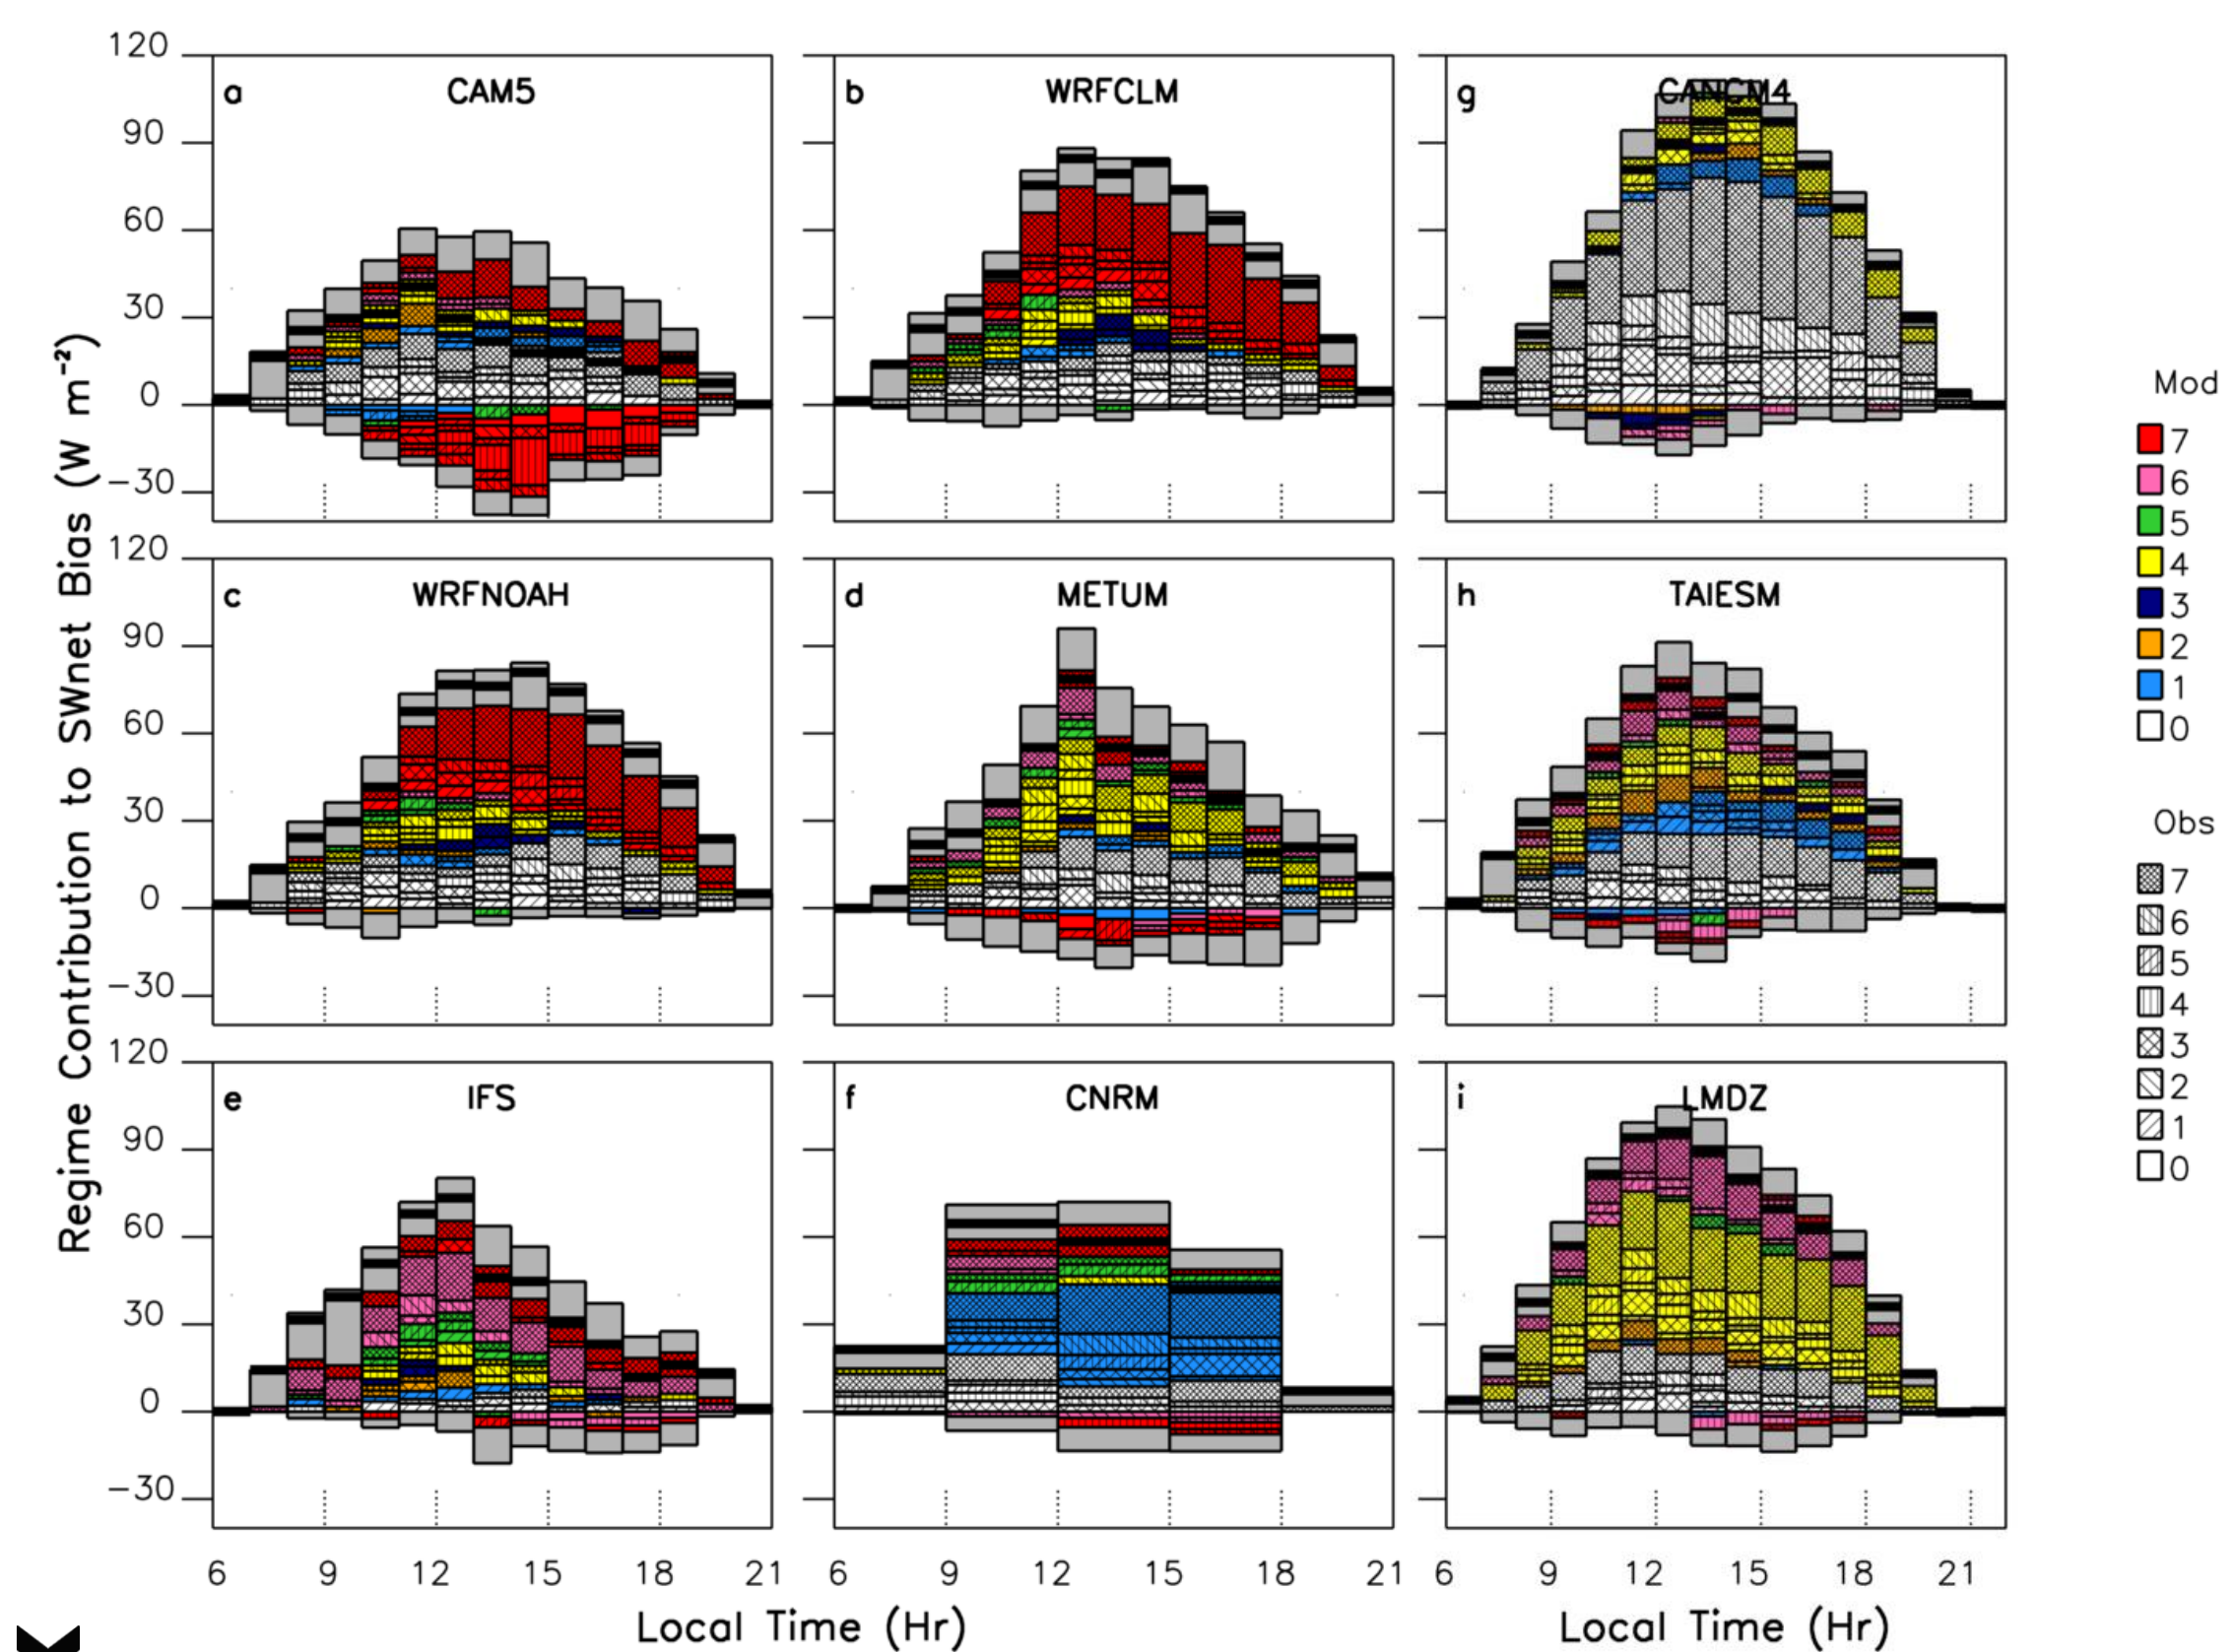 120
90
60
30
0
−30
a
CAM5
b
WRFCLM
g
CANCM4
120
90
60
30
0
−30
c
WRFNOAH
d
METUM
h
TAIESM
120
90
60
30
0
−30
e
IFS
f
CNRM
i
LMDZ
Regime Contribution to SWnet Bias (W m⁻²)
6 9 12 15 18 21
6 9 12 15 18 21
6 9 12 15 18 21
Local Time (Hr)
Local Time (Hr)
Mod
7
6
5
4
3
2
1
0
Obs
7
6
5
4
3
2
1
0